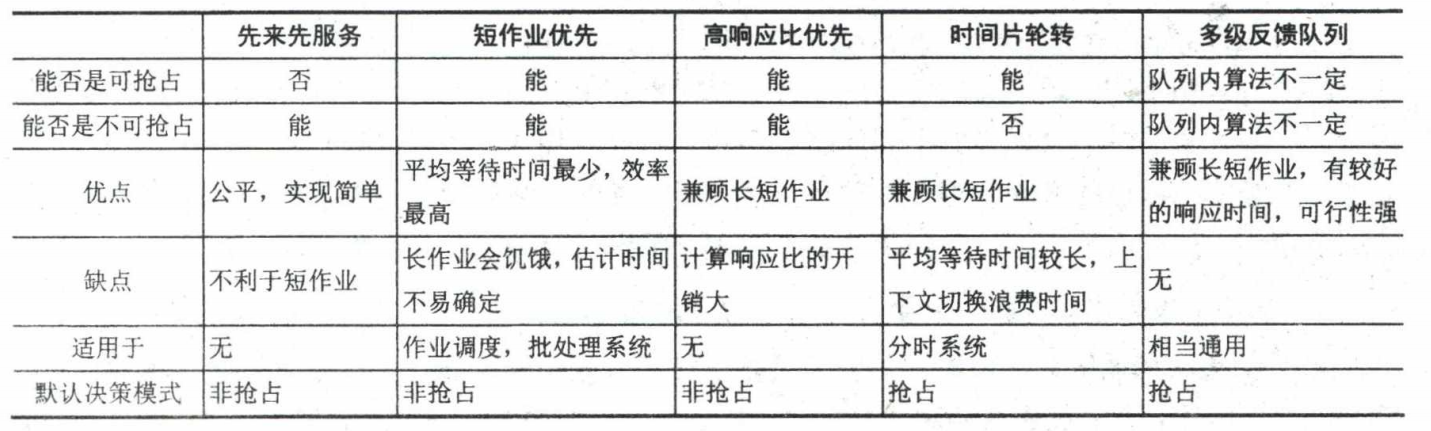 先来先服务 短作业优先 高响应比优先 时间片轮转 多级反馈队列
能否是可抢占 否 能 能 能 队列内算法不一定
能否是不可抢占 能 能 能 否 队列内算法不一定
优点 公平，实现简单 平均等待时间最少，效率最高 兼顾长短作业 兼顾长短作业 兼顾长短作业，有较好的响应时间，可行性强
缺点 不利于短作业 长作业会饥饿，估计时间不易确定 计算响应比的开销大 平均等待时间较长，上下文切换浪费时间 无
适用于 无 作业调度，批处理系统 无 分时系统 相当通用
默认决策模式 非抢占 非抢占 非抢占 抢占 抢占